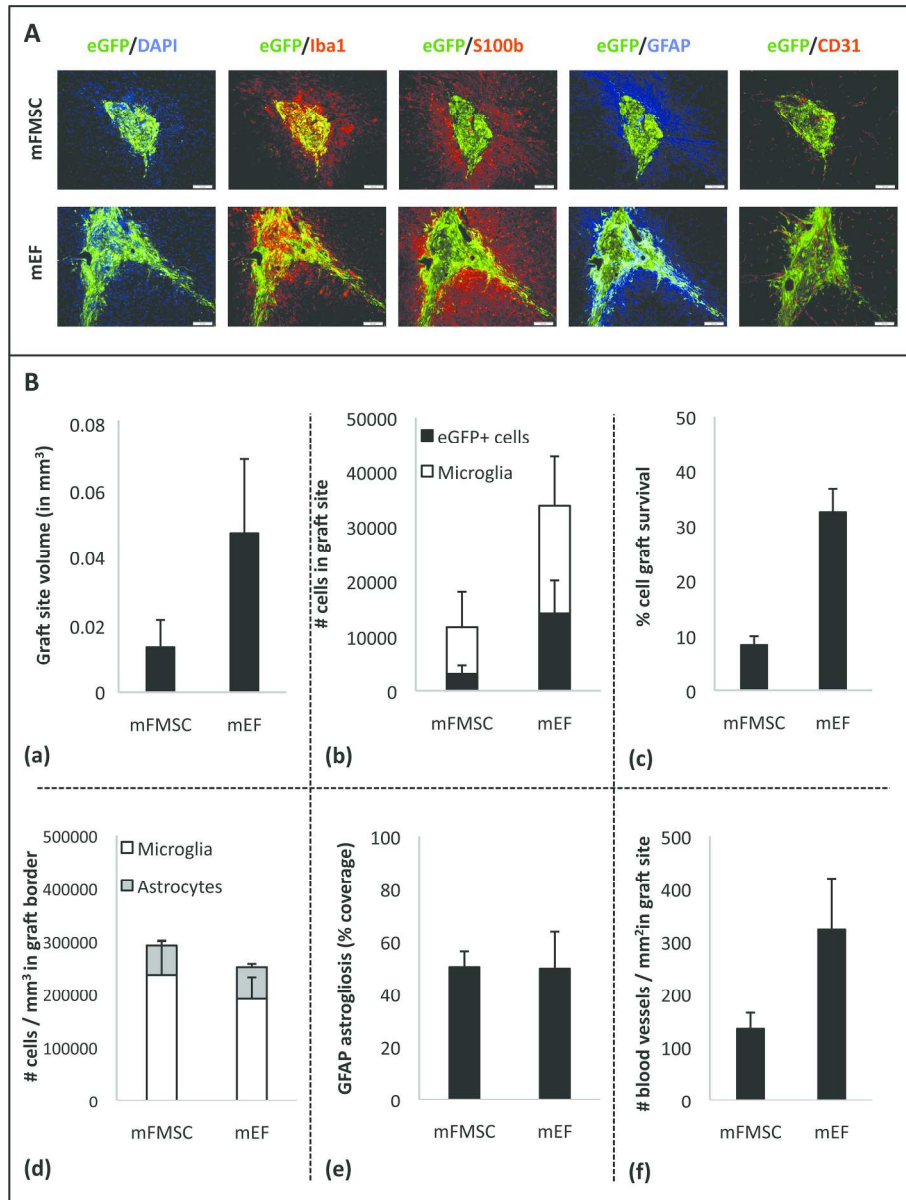 A
eGFP/DAPI eGFP/Iba1 eGFP/S100b eGFP/GFAP eGFP/CD31
mFMSC
mEF
B
Graft site volume (in mm³)
0.08
0.06
0.04
0.02
0
mFMSC mEF
(a)
# cells in graft site
50000
40000
30000
20000
10000
0
eGFP+ cells
Microglia
mFMSC mEF
(b)
% cell graft survival
50
40
30
20
10
0
mFMSC mEF
(c)
# cells / mm³ in graft border
500000
400000
300000
200000
100000
0
Microglia
Astrocytes
mFMSC mEF
(d)
GFAP astrogliosis (% coverage)
100
80
60
40
20
0
mFMSC mEF
(e)
# blood vessels / mm² in graft site
500
400
300
200
100
0
mFMSC mEF
(f)